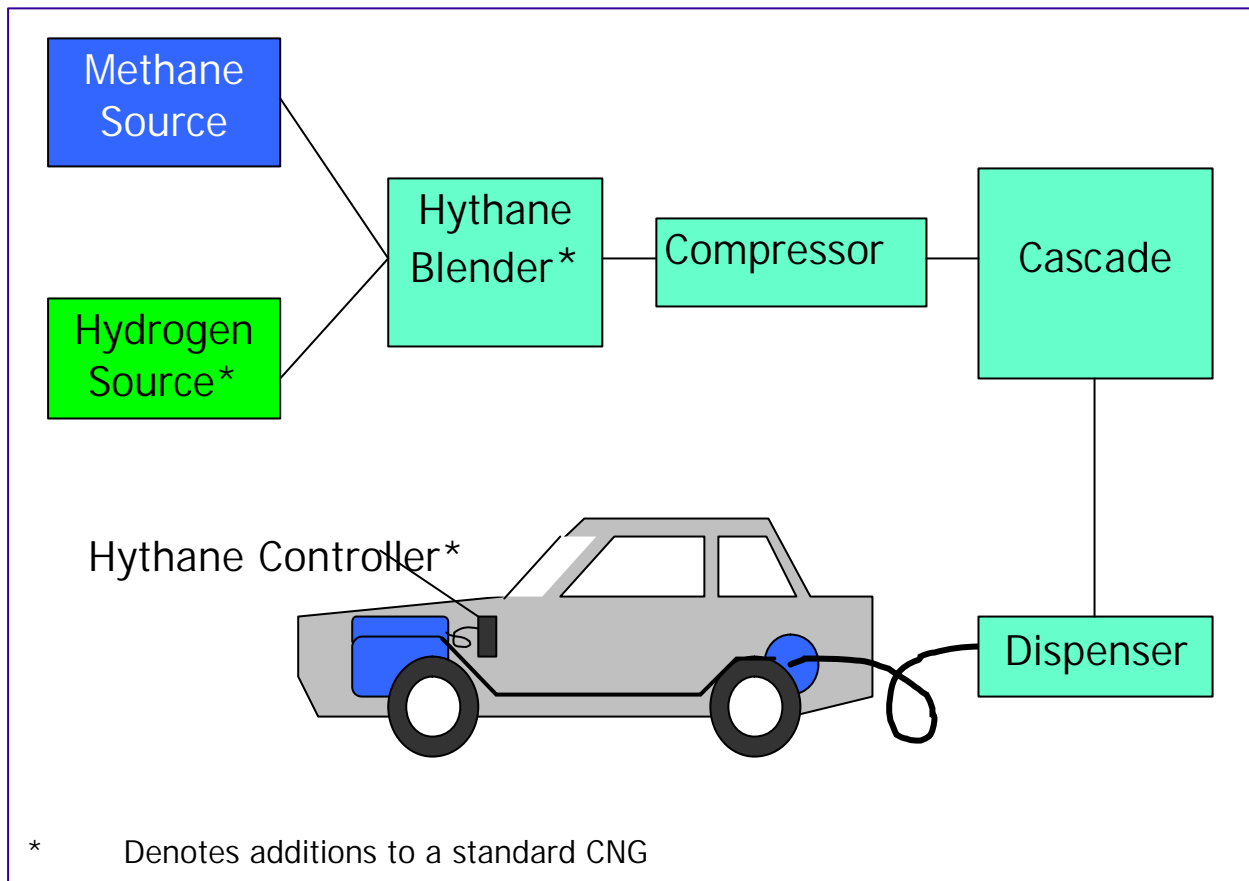 Methane
Source
Hydrogen
Source*
Hythane
Blender*
Compressor
Cascade
Hythane Controller*
Dispenser
* Denotes additions to a standard CNG